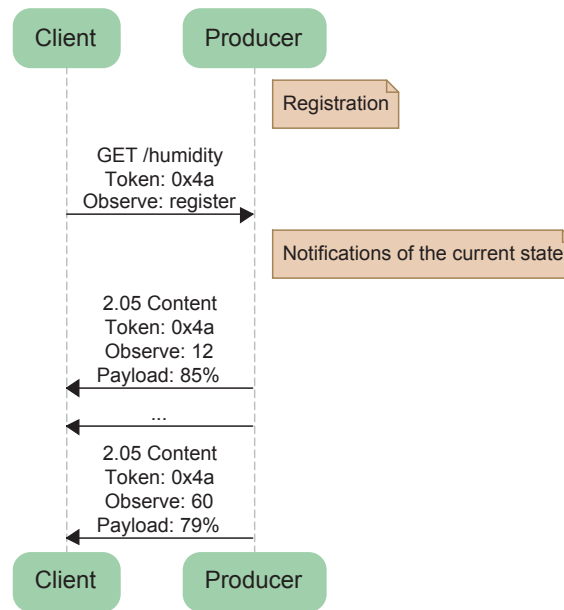 Client
Producer
Registration
GET /humidity
Token: 0x4a
Observe: register
Notifications of the current state
2.05 Content
Token: 0x4a
Observe: 12
Payload: 85%
...
2.05 Content
Token: 0x4a
Observe: 60
Payload: 79%
Client
Producer